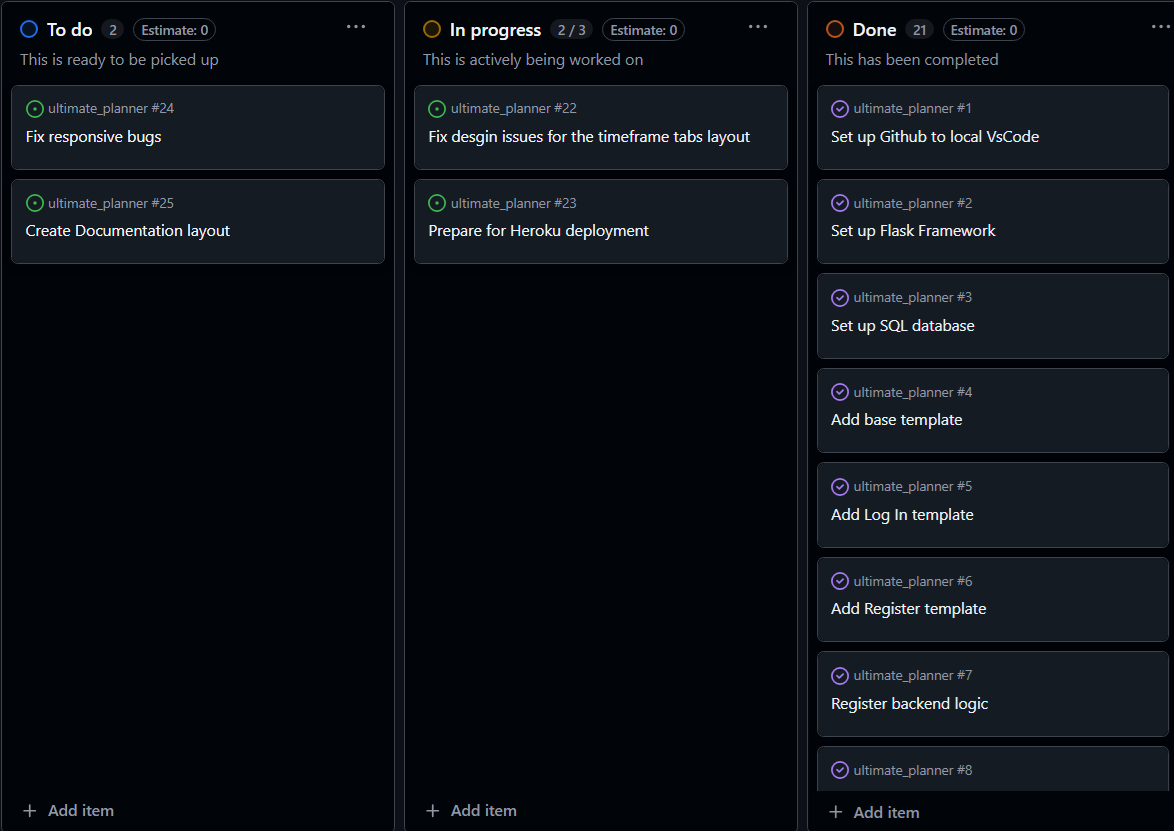 To do 2 Estimate: 0
This is ready to be picked up
ultimate_planner #24
Fix responsive bugs
ultimate_planner #25
Create Documentation layout
Add item
In progress 2 / 3 Estimate: 0
This is actively being worked on
ultimate_planner #22
Fix desgin issues for the timeframe tabs layout
ultimate_planner #23
Prepare for Heroku deployment
Add item
Done 21 Estimate: 0
This has been completed
ultimate_planner #1
Set up Github to local VsCode
ultimate_planner #2
Set up Flask Framework
ultimate_planner #3
Set up SQL database
ultimate_planner #4
Add base template
ultimate_planner #5
Add Log In template
ultimate_planner #6
Add Register template
ultimate_planner #7
Register backend logic
ultimate_planner #8
Add item